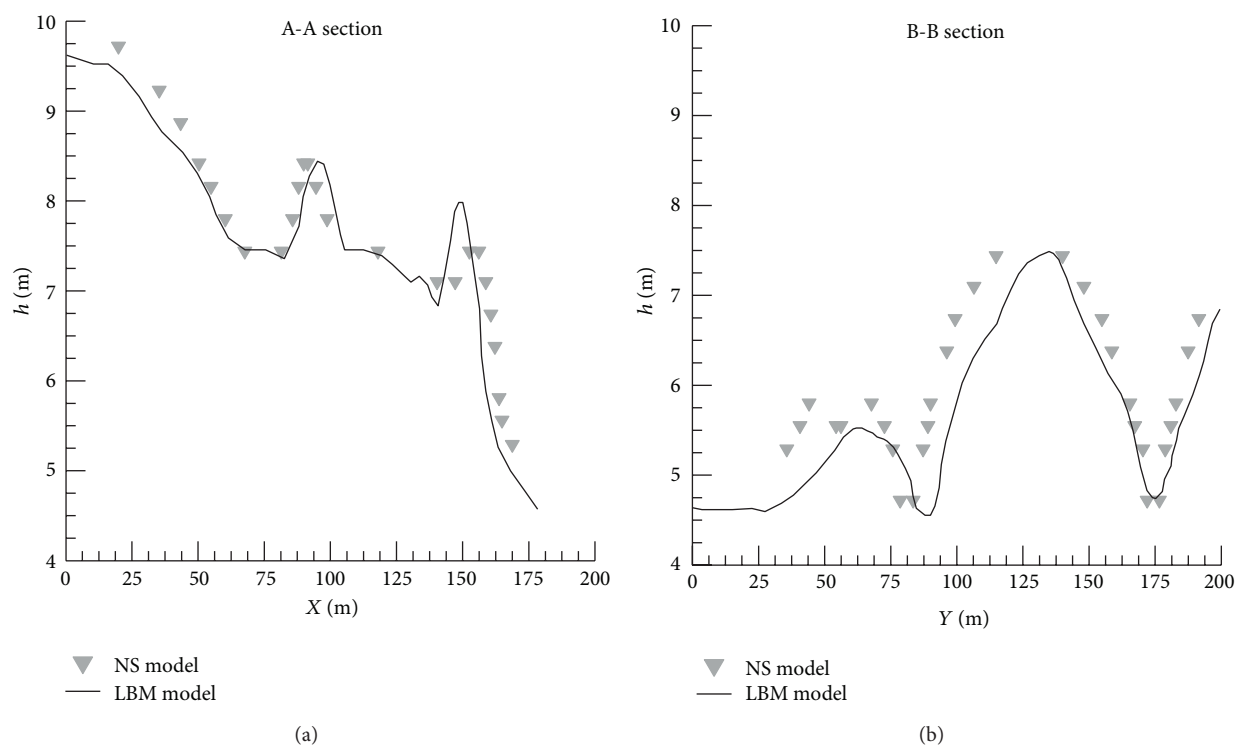 A-A section
10
9
8
7
6
5
4
h (m)
0 25 50 75 100 125 150 175 200
X (m)
NS model
LBM model
(a)
B-B section
10
9
8
7
6
5
4
h (m)
0 25 50 75 100 125 150 175 200
Y (m)
NS model
LBM model
(b)